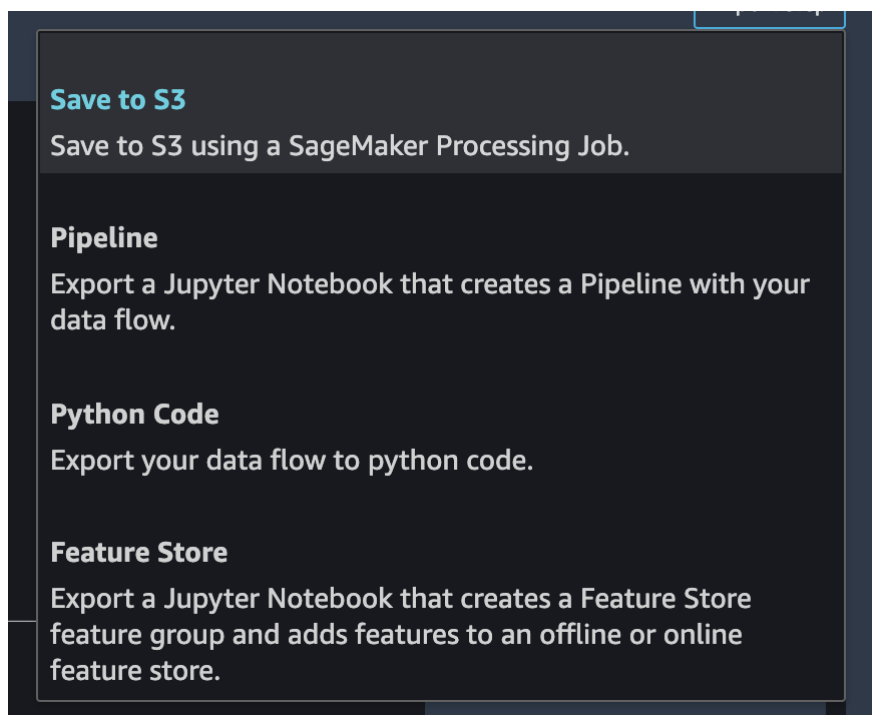 Save to S3
Save to S3 using a SageMaker Processing Job.
Pipeline
Export a Jupyter Notebook that creates a Pipeline with your
data flow.
Python Code
Export your data flow to python code.
Feature Store
Export a Jupyter Notebook that creates a Feature Store
feature group and adds features to an offline or online
feature store.